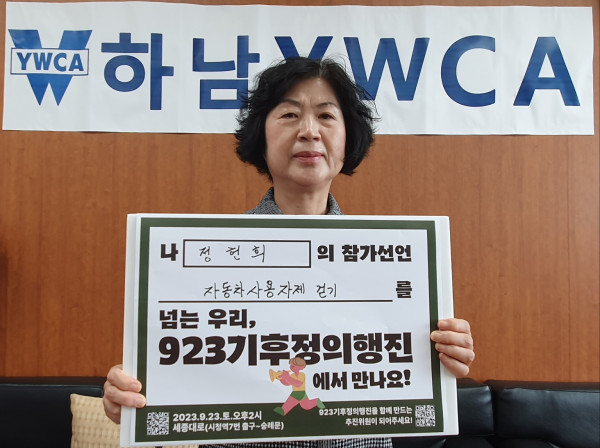 YWCA 하남YWCA
나 정현희 의 참가선언
자동차사용자제 걷기 를
넘는 우리,
923기후정의행진
에서 만나요!
2023.9.23.토.오후2시
세종대로(시청역7번 출구~숭례문)
923기후정의행진을 함께 만드는
추진위원이 되어주세요!